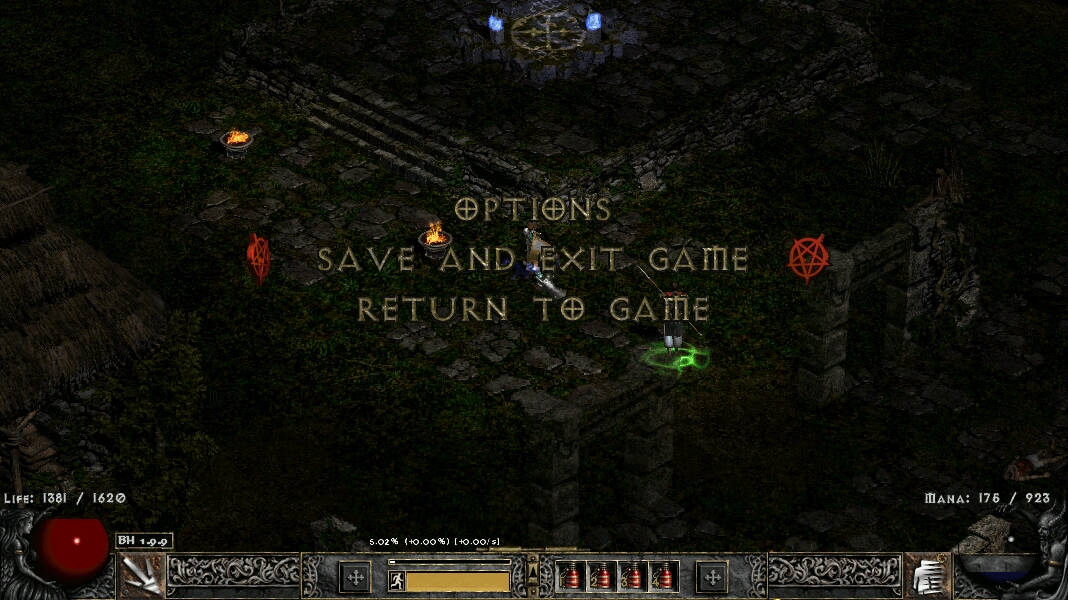 OPTIONS
SAVE AND EXIT GAME
RETURN TO GAME
LIFE: 1381 / 1620
MANA: 175 / 923
BH 1.9.9
5.02% (+0.00%) [+0.00/s]